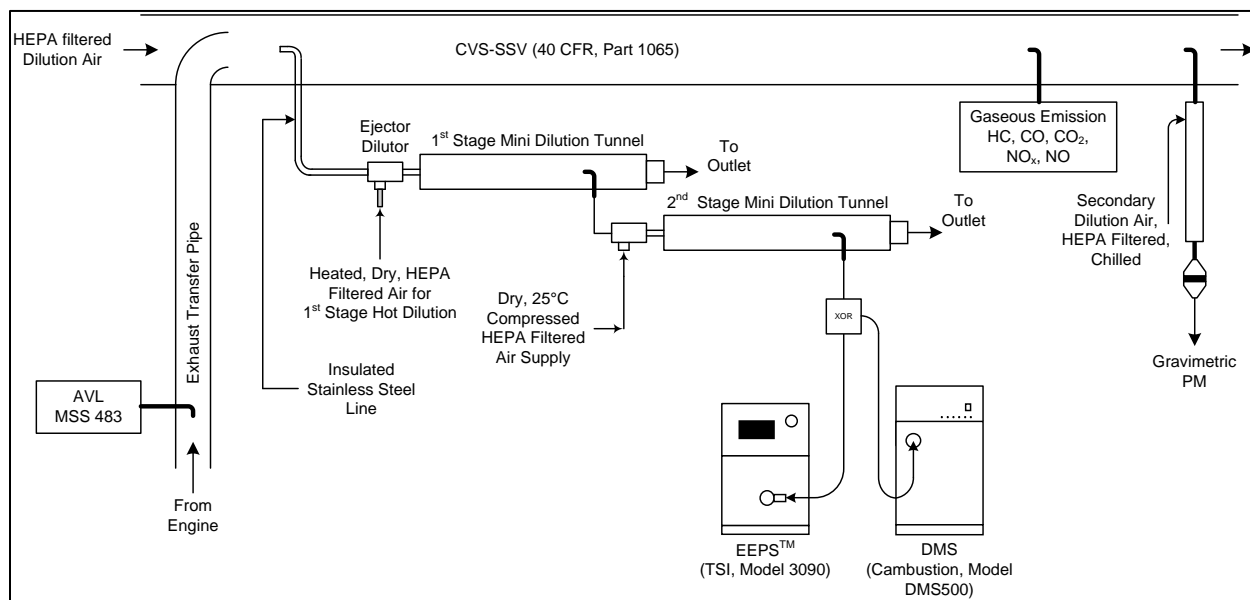 HEPA filtered
Dilution Air
CVS-SSV (40 CFR, Part 1065)
Ejector
Dilutor
1st Stage Mini Dilution Tunnel
To
Outlet
Gaseous Emission
HC, CO, CO₂,
NOₓ, NO
2nd Stage Mini Dilution Tunnel
To
Outlet
Secondary
Dilution Air,
HEPA Filtered,
Chilled
Exhaust Transfer Pipe
Heated, Dry, HEPA
Filtered Air for
1st Stage Hot Dilution
Dry, 25°C
Compressed
HEPA Filtered
Air Supply
XOR
Insulated
Stainless Steel
Line
Gravimetric
PM
AVL
MSS 483
From
Engine
EEPS™
(TSI, Model 3090)
DMS
(Cambustion, Model
DMS500)